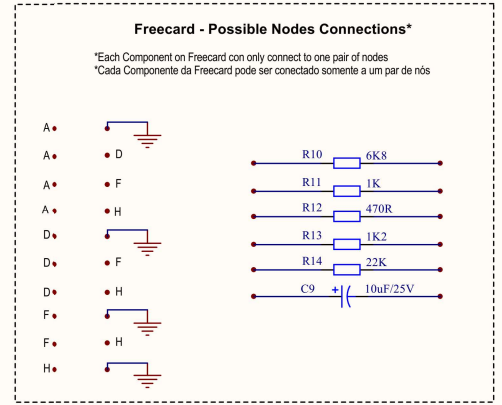 Freecard - Possible Nodes Connections*
*Each Component on Freecard con only connect to one pair of nodes
*Cada Componente da Freecard pode ser conectado somente a um par de nós
A
A D
A F
A H
D
D F
D H
F
F H
H
R10 6K8
R11 1K
R12 470R
R13 1K2
R14 22K
C9 + 10uF/25V